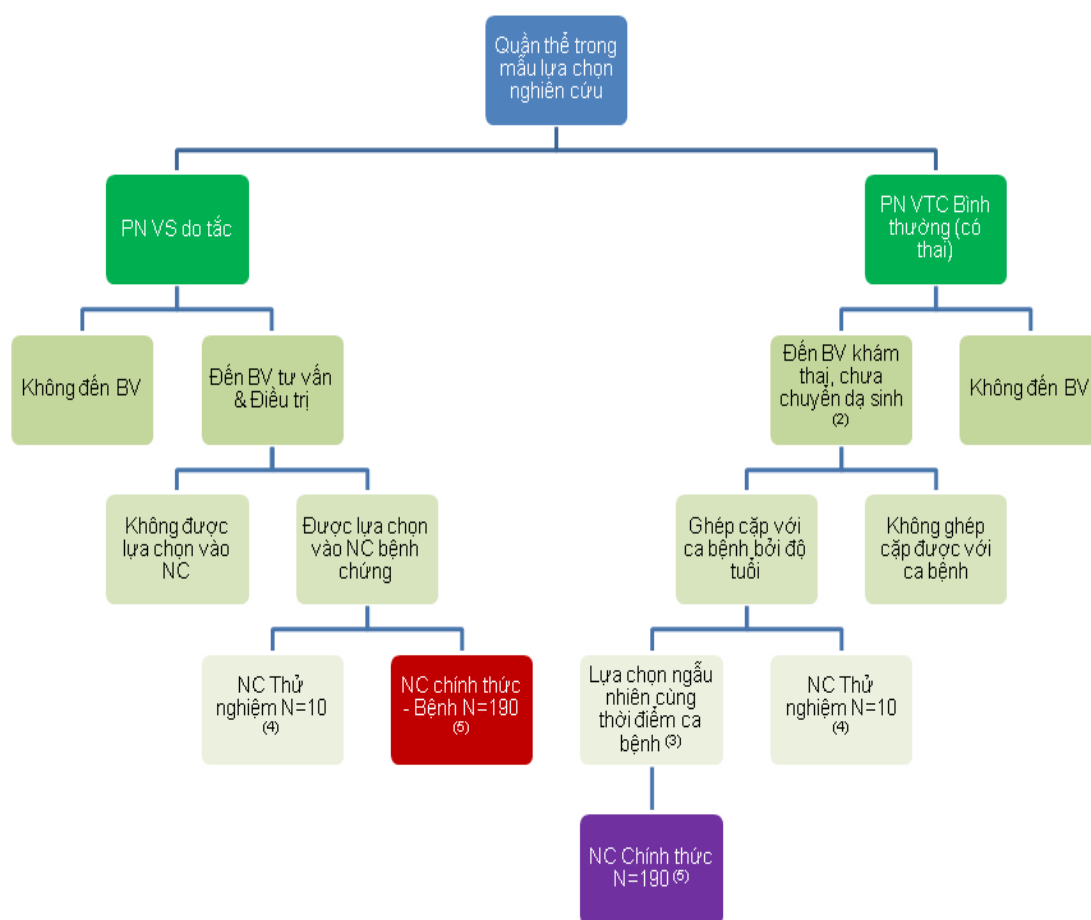 Quần thể trong
mẫu lựa chọn
nghiên cứu
PN VS do tắc
PN VTC Bình
thường (có
thai)
Không đến BV
Đến BV tư vấn
& Điều trị
Đến BV khám
thai, chưa
chuyển dạ sinh
(2)
Không đến BV
Không được
lựa chọn vào
NC
Được lựa chọn
vào NC bệnh
chứng
Ghép cặp với
ca bệnh bởi độ
tuổi
Không ghép
cặp được với
ca bệnh
NC Thử
nghiệm N=10
(4)
NC chính thức
- Bệnh N=190
(5)
Lựa chọn ngẫu
nhiên cùng
thời điểm ca
bệnh (3)
NC Thử
nghiệm N=10
(4)
NC Chính thức
N=190 (5)